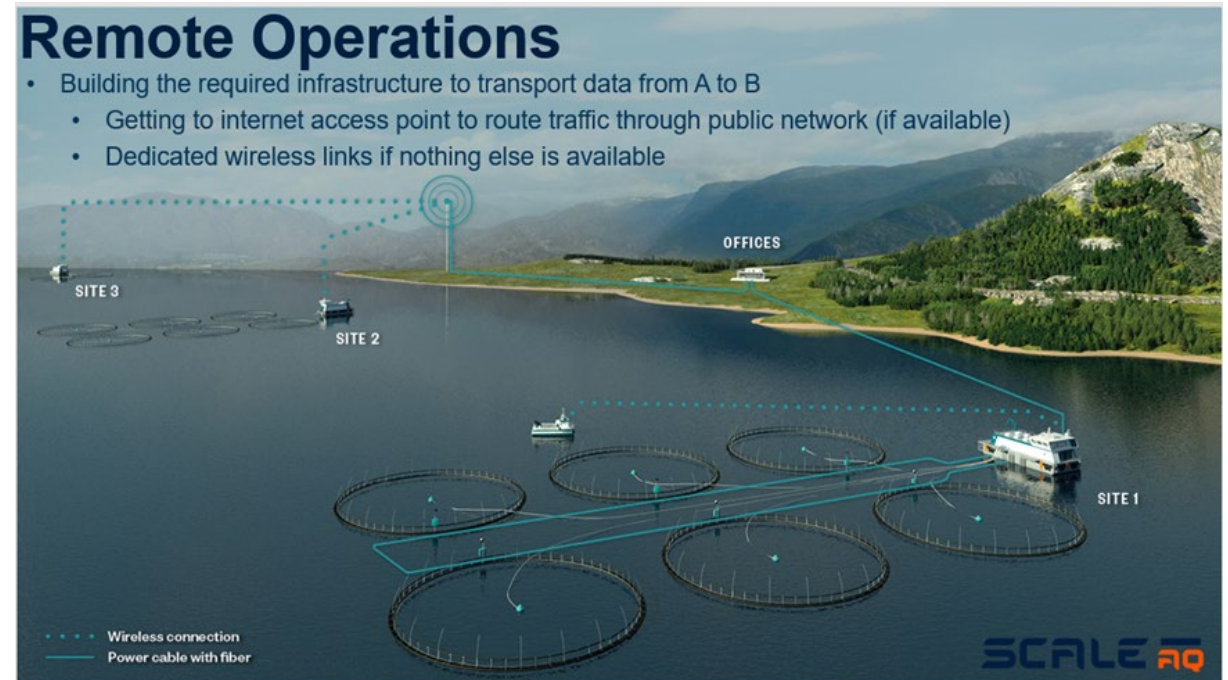 Remote Operations
• Building the required infrastructure to transport data from A to B
• Getting to internet access point to route traffic through public network (if available)
• Dedicated wireless links if nothing else is available
OFFICES
SITE 3
SITE 2
SITE 1
Wireless connection
Power cable with fiber
SCALE AQ